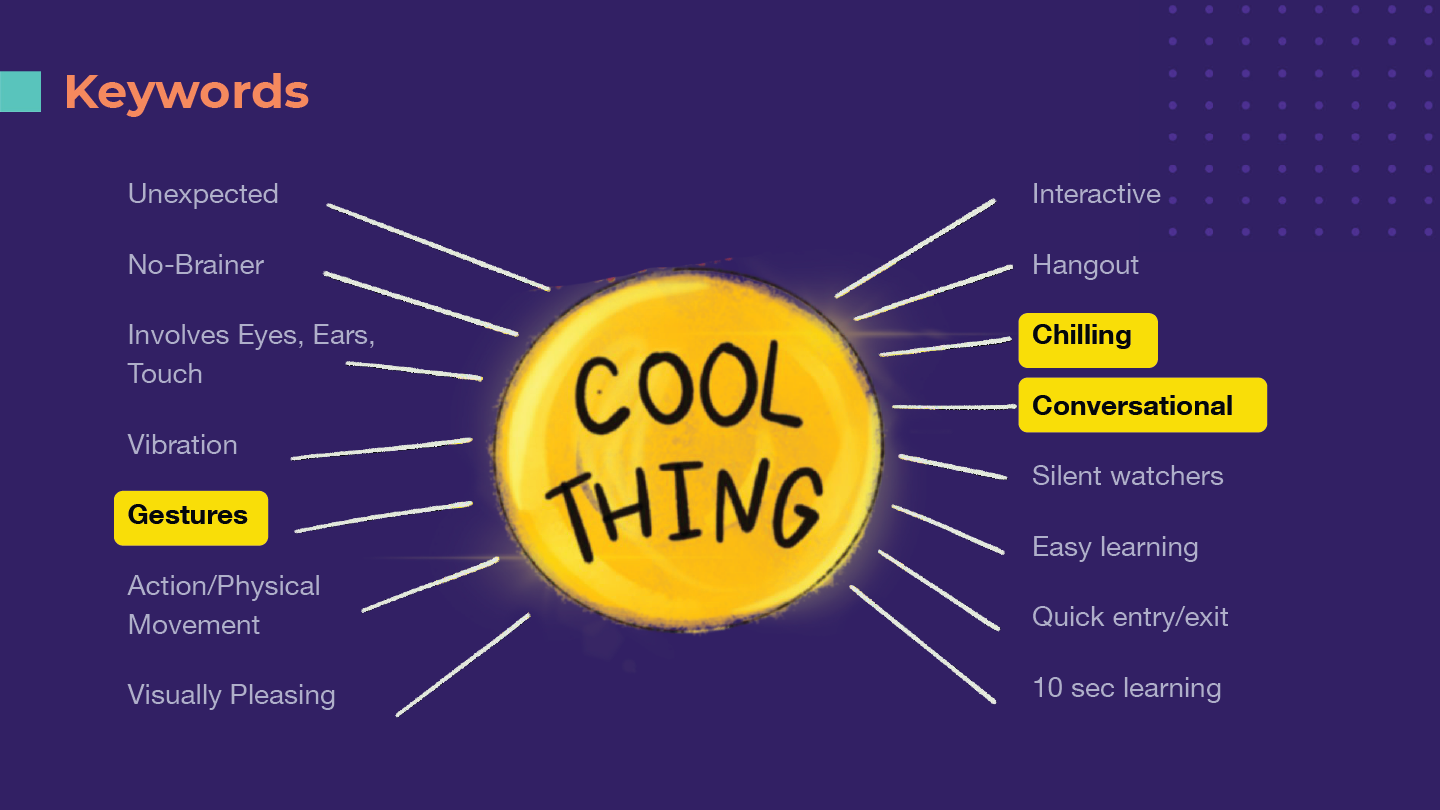 Keywords
Unexpected
No-Brainer
Involves Eyes, Ears,
Touch
Vibration
Gestures
Action/Physical
Movement
Visually Pleasing
COOL
THING
Interactive
Hangout
Chilling
Conversational
Silent watchers
Easy learning
Quick entry/exit
10 sec learning